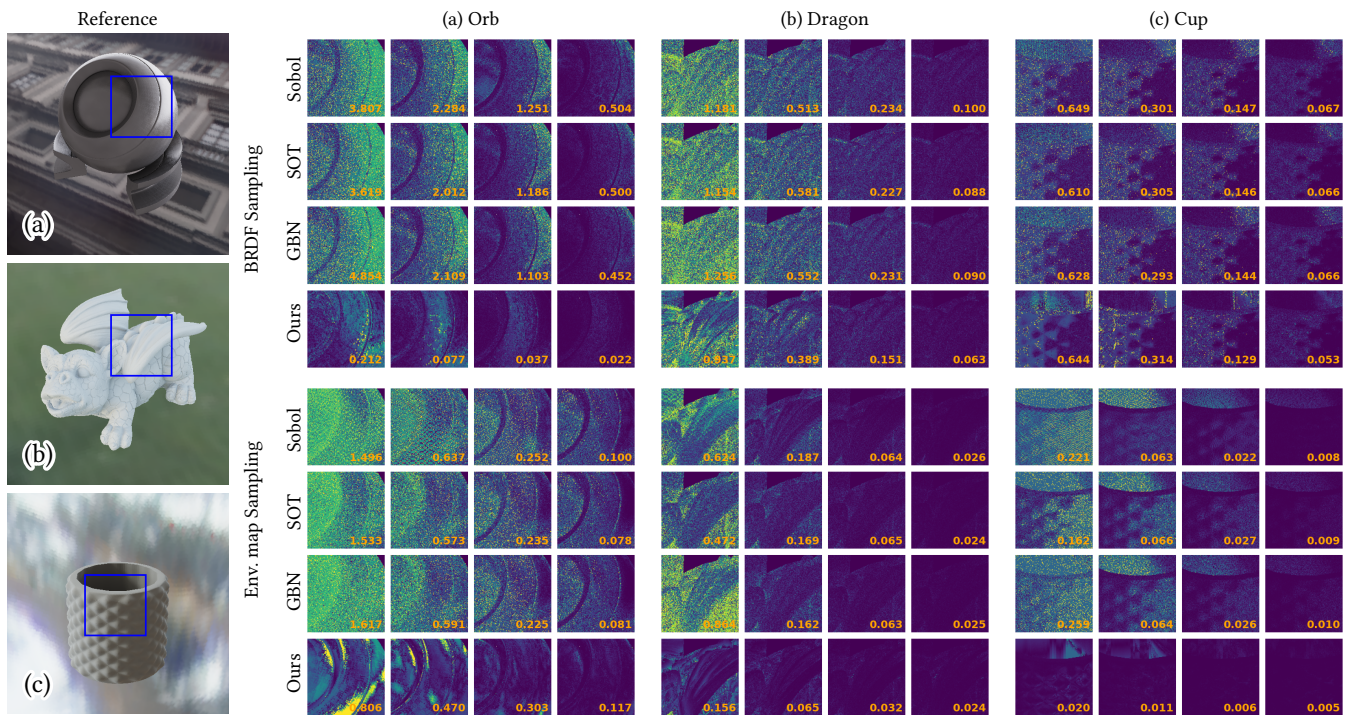 Reference
(a) Orb
(b) Dragon
(c) Cup
BRDF Sampling
Sobol
3.807 2.284 1.251 0.504
1.181 0.513 0.234 0.100
0.649 0.301 0.147 0.067
SOT
3.619 2.012 1.186 0.500
1.154 0.581 0.227 0.088
0.610 0.305 0.146 0.066
GBN
4.854 2.109 1.103 0.452
1.256 0.552 0.231 0.090
0.628 0.293 0.144 0.066
Ours
0.212 0.077 0.037 0.022
0.937 0.389 0.151 0.063
0.644 0.314 0.129 0.053
Env. map Sampling
Sobol
1.496 0.637 0.252 0.100
0.624 0.187 0.064 0.026
0.221 0.063 0.022 0.008
SOT
1.533 0.573 0.235 0.078
0.472 0.169 0.065 0.024
0.162 0.066 0.027 0.009
GBN
1.617 0.591 0.225 0.081
0.162 0.063 0.025
0.259 0.064 0.026 0.010
Ours
0.806 0.470 0.303 0.117
0.156 0.065 0.032 0.024
0.020 0.011 0.006 0.005
(a)
(b)
(c)